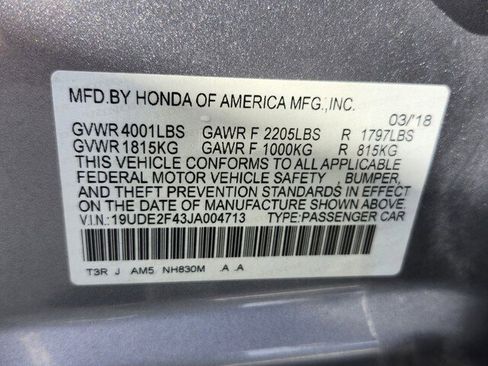 MFD.BY HONDA OF AMERICA MFG.,INC.
03/'18
GVWR 4001LBS GAWR F 2205LBS R 1797LBS
GVWR 1815KG GAWR F 1000KG R 815KG
THIS VEHICLE CONFORMS TO ALL APPLICABLE
FEDERAL MOTOR VEHICLE SAFETY , BUMPER,
AND THEFT PREVENTION STANDARDS IN EFFECT
ON THE DATE OF MANUFACTURE SHOWN ABOVE.
V.I.N.: 19UDE2F43JA004713 TYPE:PASSENGER CAR
T3R J AM5 NH830M .A .A